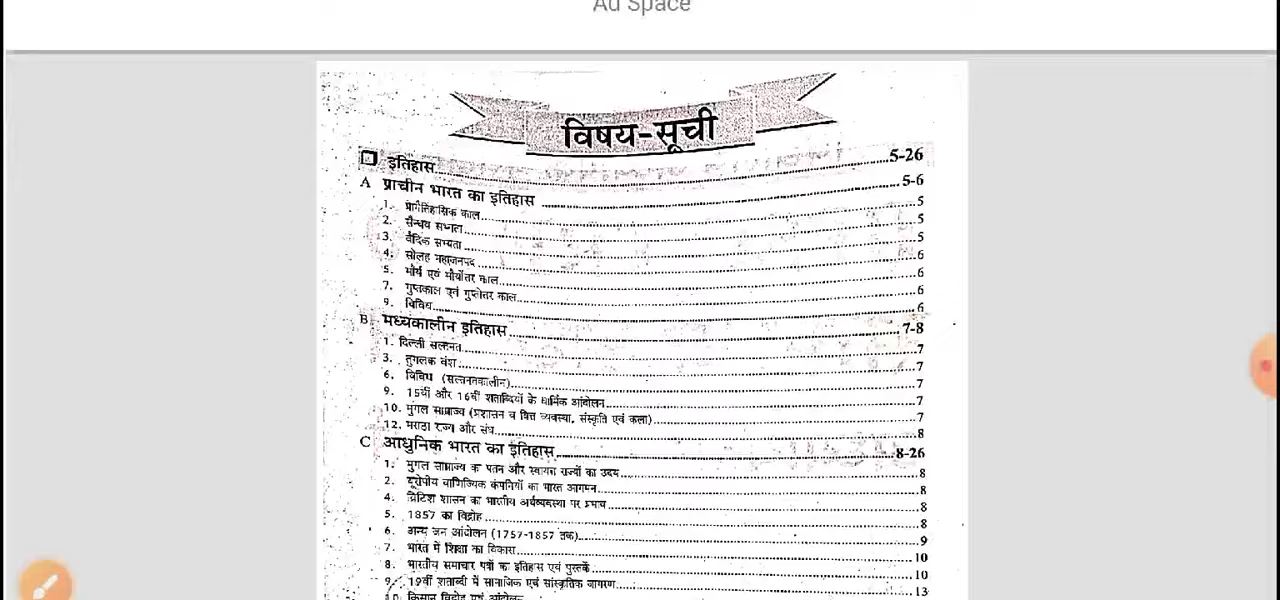 Ad Space
विषय-सूची
इतिहास 5-26
A प्राचीन भारत का इतिहास 5-6
1. प्रागैतिहासिक काल 5
2. सैन्धव सभ्यता 5
3. वैदिक सभ्यता 5
4. सोलह महाजनपद 6
5. मौर्य एवं मौर्योत्तर काल 6
7. गुप्तकाल एवं गुप्तोतर काल 6
9. विविध 6
B मध्यकालीन इतिहास 7-8
1. दिल्ली सल्तनत 7
3. तुगलक वंश 7
6. विविध (सल्तनतकालीन) 7
9. 15वीं और 16वीं शताब्दियों के धार्मिक आंदोलन 7
10. मुगल साम्राज्य (प्रशासन व वित्त व्यवस्था, संस्कृति एवं कला) 7
12. मराठा राज्य और संघ 8
C आधुनिक भारत का इतिहास 8-26
1. मुगल साम्राज्य का पतन और स्वायत्त राज्यों का उदय 8
2. यूरोपीय वाणिज्यिक कंपनियों का भारत आगमन 8
4. ब्रिटिश शासन का भारतीय अर्थव्यवस्था पर प्रभाव 8
5. 1857 का विद्रोह 8
6. अन्य जन आंदोलन (1757-1857 तक) 9
7. भारत में शिक्षा का विकास 10
8. भारतीय समाचार पत्रों का इतिहास एवं पुस्तकें 10
9. 19वीं शताब्दी में सामाजिक एवं सांस्कृतिक जागरण 13
10. किसान विद्रोह एवं आंदोलन